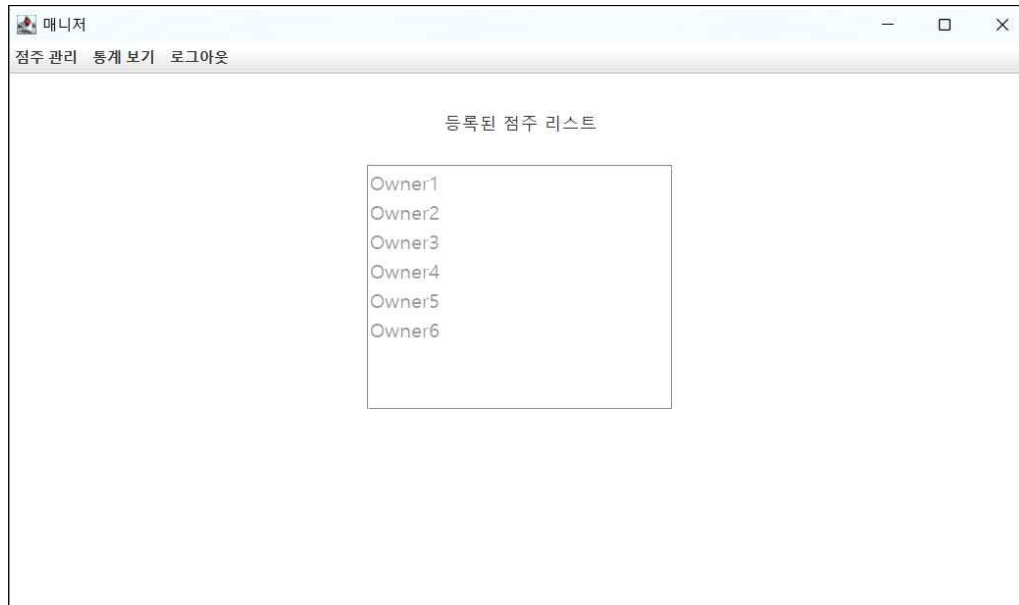 매니저
점주 관리 통계 보기 로그아웃
등록된 점주 리스트
Owner1
Owner2
Owner3
Owner4
Owner5
Owner6